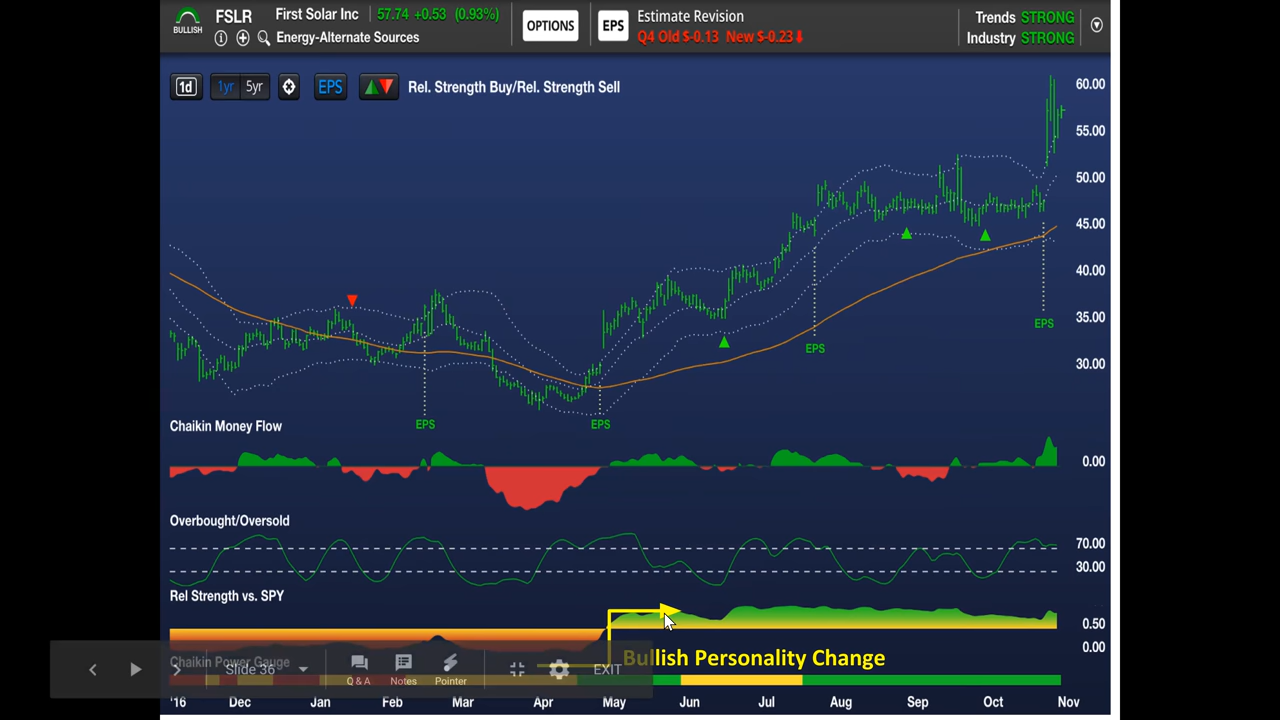 BULLISH
FSLR
First Solar Inc
57.74 +0.53 (0.93%)
Energy-Alternate Sources
OPTIONS
EPS
Estimate Revision
Q4 Old $-0.13 New $-0.23
Trends STRONG
Industry STRONG
1d
1yr 5yr
EPS
Rel. Strength Buy/Rel. Strength Sell
60.00
55.00
50.00
45.00
40.00
35.00
30.00
EPS
EPS
EPS
EPS
Chaikin Money Flow
0.00
Overbought/Oversold
70.00
30.00
Rel Strength vs. SPY
0.50
0.00
Chaikin Power Gauge
Bullish Personality Change
Q & A
Notes
Pointer
EXIT
'16 Dec Jan Feb Mar Apr May Jun Jul Aug Sep Oct Nov